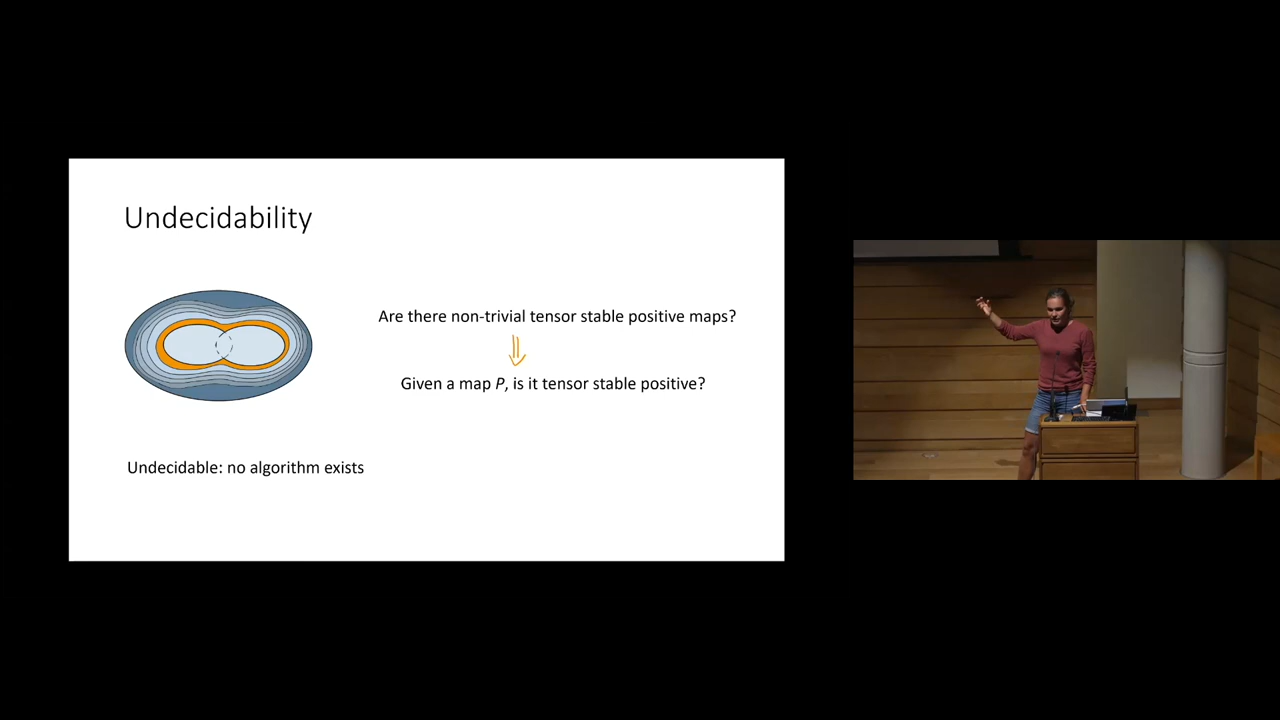 Undecidability
Are there non-trivial tensor stable positive maps?
Given a map P, is it tensor stable positive?
Undecidable: no algorithm exists